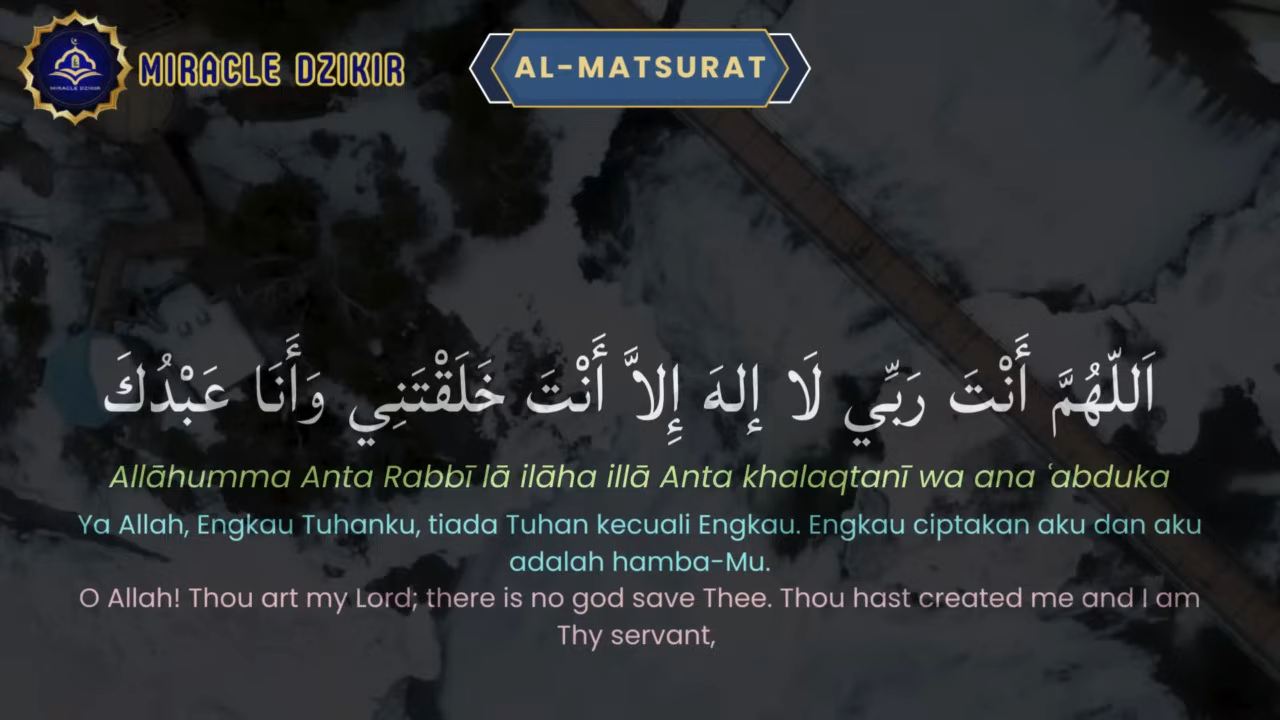 MIRACLE DZIKIR
AL-MATSURAT
اَللّهُمَّ أَنْتَ رَبِّي لَا إِلهَ إِلاَّ أَنْتَ خَلَقْتَنِي وَأَنَا عَبْدُكَ
Allāhumma Anta Rabbī lā ilāha illā Anta khalaqtanī wa ana ʿabduka
Ya Allah, Engkau Tuhanku, tiada Tuhan kecuali Engkau. Engkau ciptakan aku dan aku
adalah hamba-Mu.
O Allah! Thou art my Lord; there is no god save Thee. Thou hast created me and I am
Thy servant,